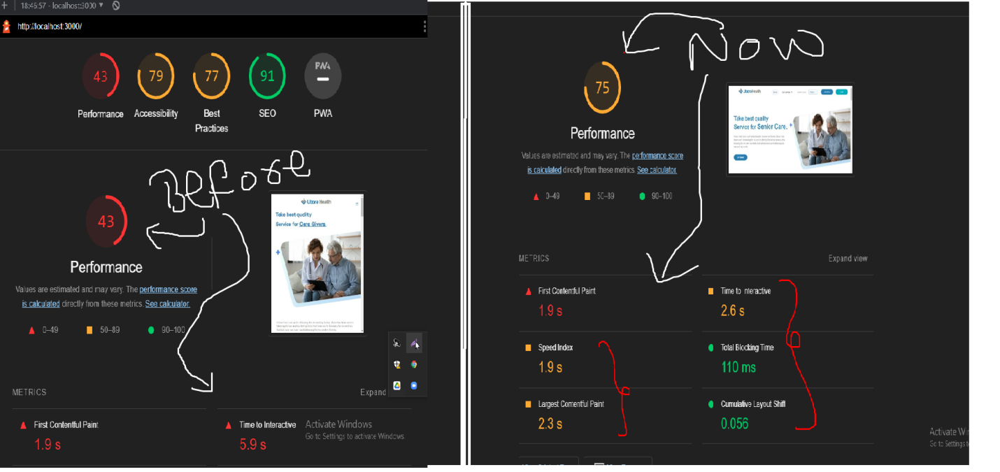 18:46:57 - localhost:3000
http://localhost:3000/
43
79
77
91
PWA
Performance
Accessibility
Best
Practices
SEO
PWA
Before
43
Performance
Values are estimated and may vary. The performance score
is calculated directly from these metrics. See calculator.
0–49
50–89
90–100
Take best quality
Service for Care Givers.
METRICS
Expand
First Contentful Paint
1.9 s
Time to Interactive
5.9 s
Activate Windows
Go to Settings to activate Windows.
Now
75
Performance
Values are estimated and may vary. The performance score
is calculated directly from these metrics. See calculator.
0–49
50–89
90–100
Take best quality
Service for Senior Care.
METRICS
Expand view
First Contentful Paint
1.9 s
Time to Interactive
2.6 s
Speed Index
1.9 s
Total Blocking Time
110 ms
Largest Contentful Paint
2.3 s
Cumulative Layout Shift
0.056
Activate Wi
Go to Settings t